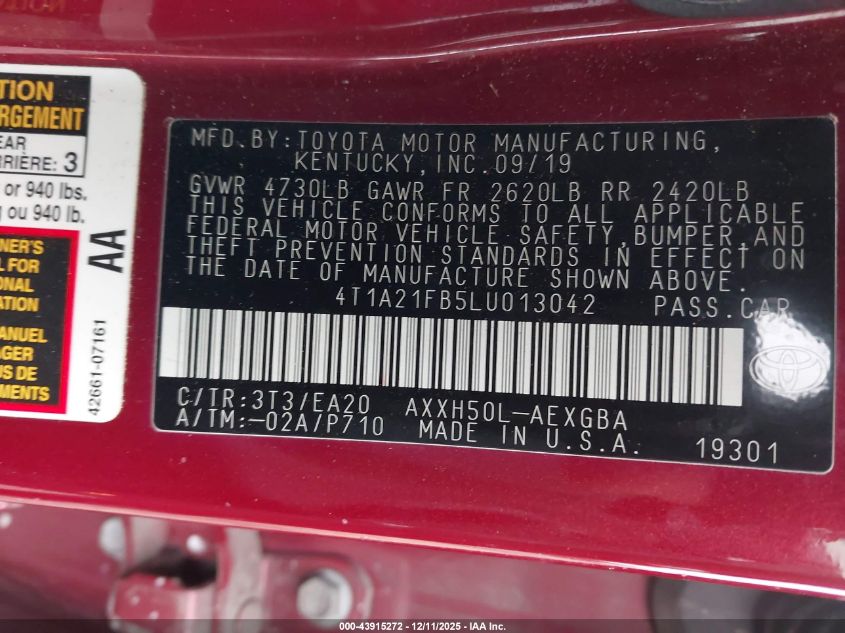 TION
RGEMENT
EAR
RRIÈRE: 3
or 940 lbs.
g ou 940 lb.
NER'S
L FOR
ONAL
TION
ANUEL
AGER
US DE
TIONS
AA
42661-07161
MFD.BY:TOYOTA MOTOR MANUFACTURING,
KENTUCKY,INC.09/19
GVWR 4730LB GAWR FR 2620LB RR 2420LB
THIS VEHICLE CONFORMS TO ALL APPLICABLE
FEDERAL MOTOR VEHICLE SAFETY,BUMPER,AND
THEFT PREVENTION STANDARDS IN EFFECT ON
THE DATE OF MANUFACTURE SHOWN ABOVE.
4T1A21FB5LU013042 PASS.CAR
C/TR:3T3/EA20 AXXH50L-AEXGBA
A/TM:-02A/P710 MADE IN U.S.A.
19301
000-43915272 - 12/11/2025 - IAA Inc.